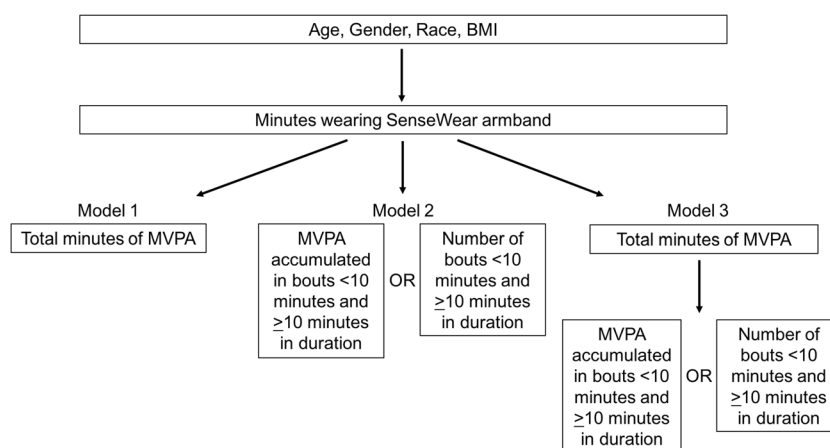 Age, Gender, Race, BMI
Minutes wearing SenseWear armband
Model 1
Total minutes of MVPA
Model 2
MVPA
accumulated
in bouts <10
minutes and
≥10 minutes
in duration
OR
Number of
bouts <10
minutes and
≥10 minutes
in duration
Model 3
Total minutes of MVPA
MVPA
accumulated
in bouts <10
minutes and
≥10 minutes
in duration
OR
Number of
bouts <10
minutes and
≥10 minutes
in duration